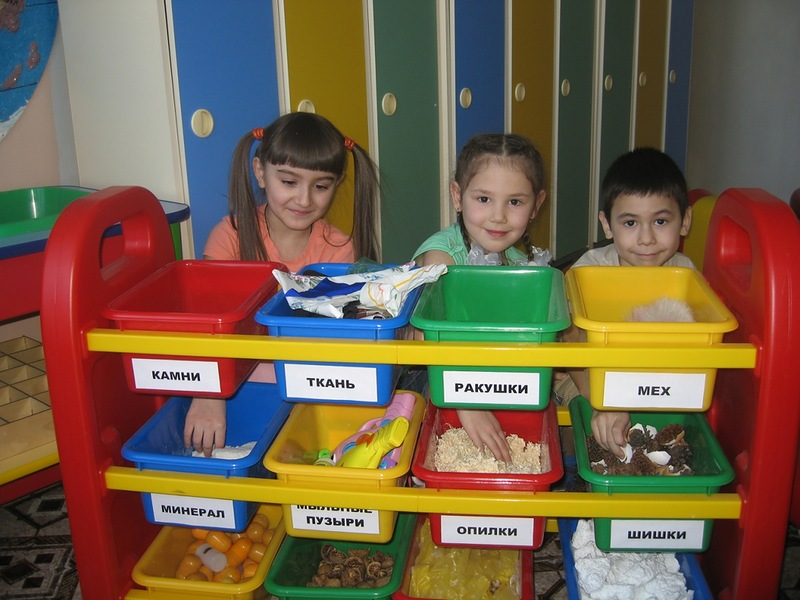 КАМНИ
ТКАНЬ
РАКУШКИ
МЕХ
МИНЕРАЛ
МЫЛЬНЫЕ
ПУЗЫРИ
ОПИЛКИ
ШИШКИ